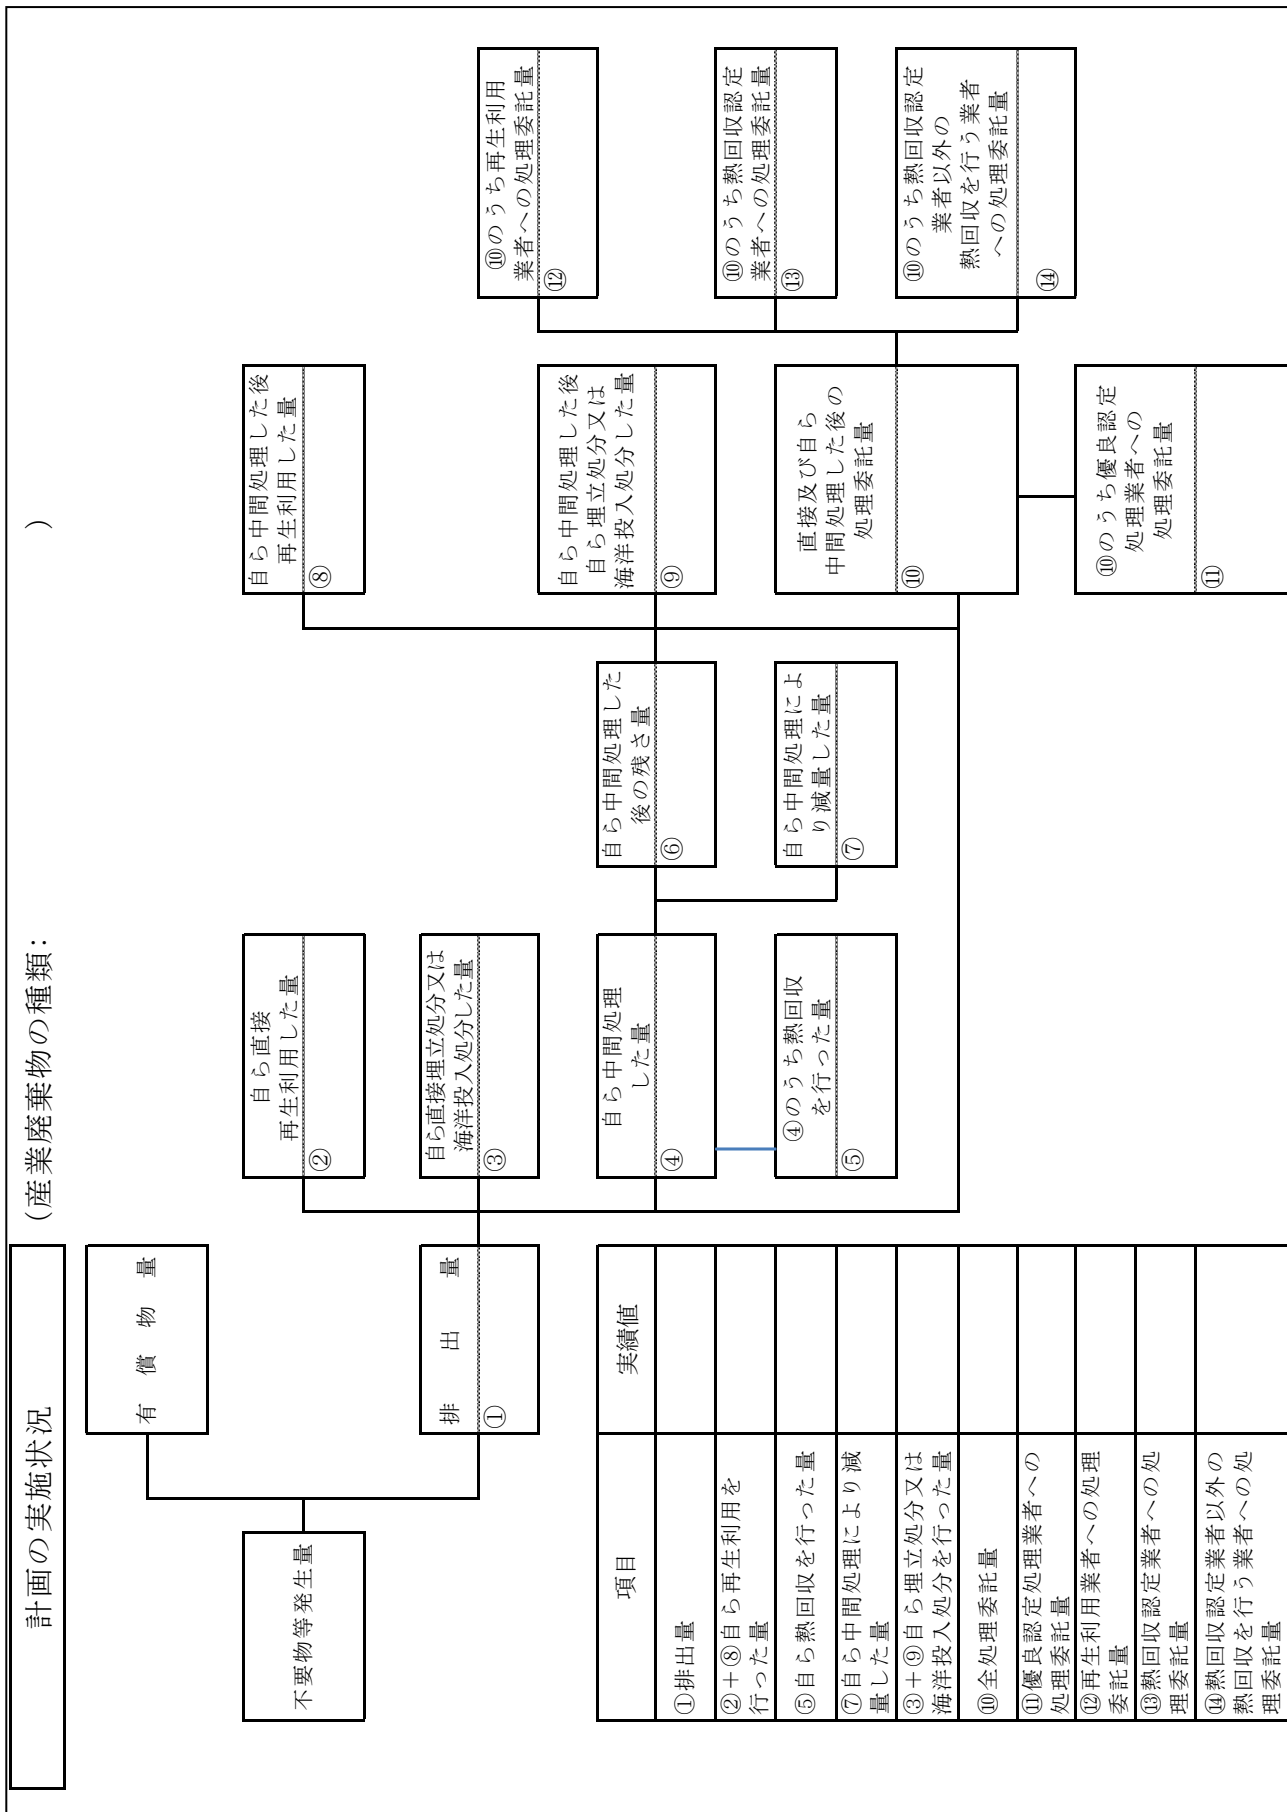 計画の実施状況
(産業廃棄物の種類:　　　　　　　　)
不要物等発生量
有償物量
排出量
①
自ら直接
再生利用した量
②
自ら直接埋立処分又は
海洋投入処分した量
③
自ら中間処理
した量
④
④のうち熱回収
を行った量
⑤
自ら中間処理した
後の残さ量
⑥
自ら中間処理によ
り減量した量
⑦
自ら中間処理した後
再生利用した量
⑧
自ら中間処理した後
自ら埋立処分又は
海洋投入処分した量
⑨
直接及び自ら
中間処理した後の
処理委託量
⑩
⑩のうち優良認定
処理業者への
処理委託量
⑪
⑩のうち再生利用
業者への処理委託量
⑫
⑩のうち熱回収認定
業者への処理委託量
⑬
⑩のうち熱回収認定
業者以外の
熱回収を行う業者
への処理委託量
⑭
項目
実績値
①排出量
②+⑧自ら再生利用を
行った量
⑤自ら熱回収を行った量
⑦自ら中間処理により減
量した量
③+⑨自ら埋立処分又は
海洋投入処分を行った量
⑩全処理委託量
⑪優良認定処理業者への
処理委託量
⑫再生利用業者への処理
委託量
⑬熱回収認定業者への処
理委託量
⑭熱回収認定業者以外の
熱回収を行う業者への処
理委託量